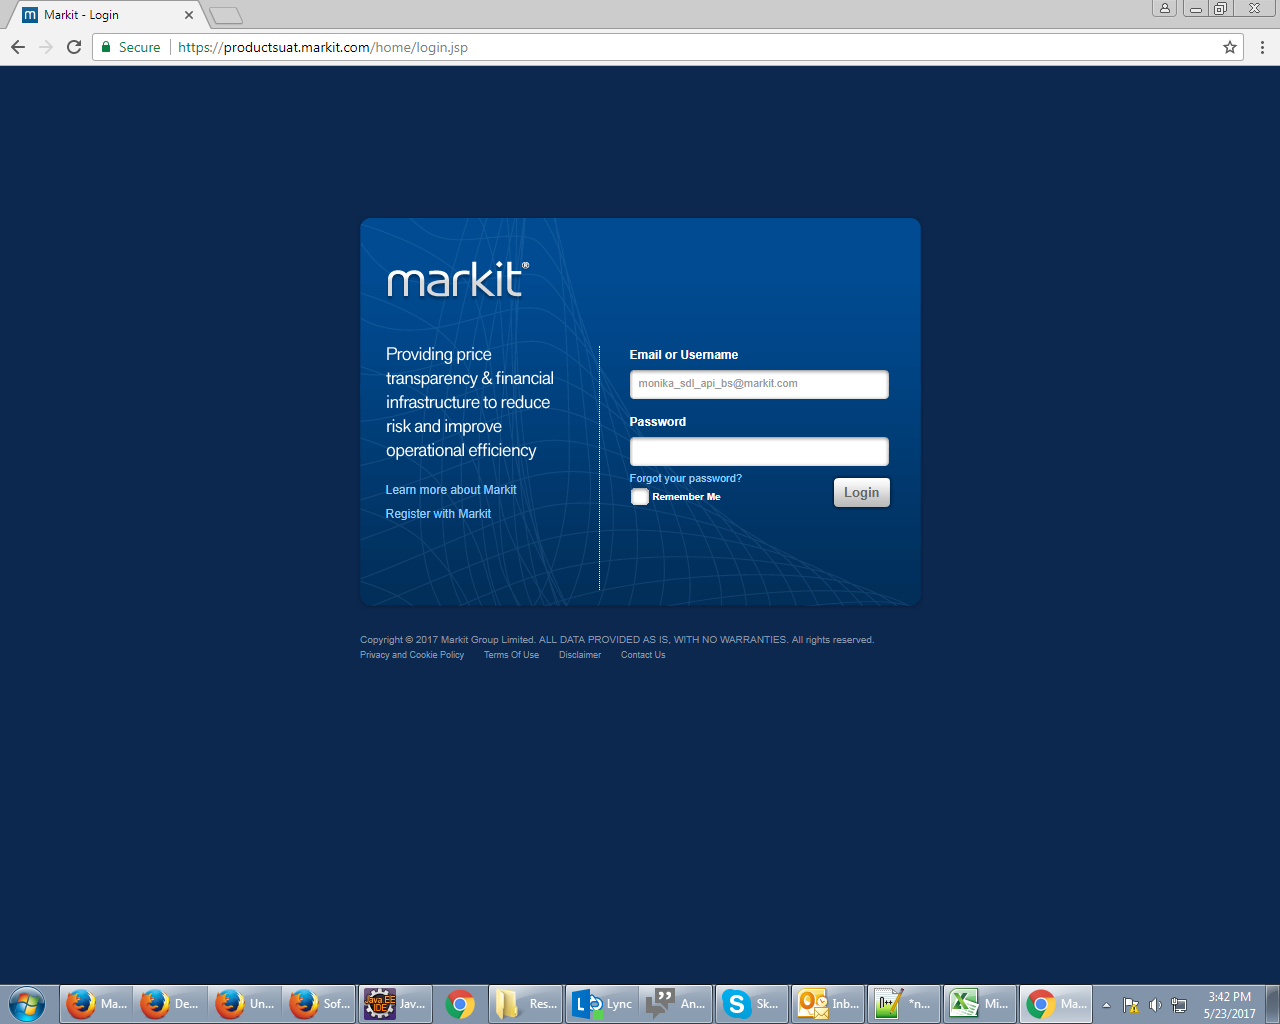 Markit - Login
Secure
https://productsuat.markit.com/home/login.jsp
markit®
Providing price
transparency & financial
infrastructure to reduce
risk and improve
operational efficiency
Learn more about Markit
Register with Markit
Email or Username
monika_sdl_api_bs@markit.com
Password
Forgot your password?
Remember Me
Login
Copyright © 2017 Markit Group Limited. ALL DATA PROVIDED AS IS, WITH NO WARRANTIES. All rights reserved.
Privacy and Cookie Policy Terms Of Use Disclaimer Contact Us
Ma... De... Un... Sof... Java EE IDE Jav... Res... Lync An... Sk... Inb... *n... Mi... Ma...
3:42 PM
5/23/2017